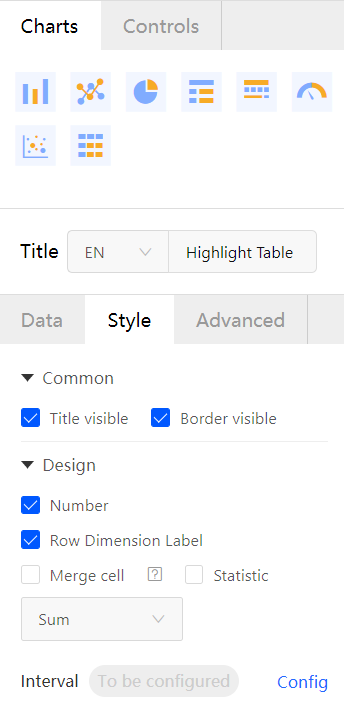 Charts Controls
Title EN Highlight Table
Data Style Advanced
Common
Title visible Border visible
Design
Number
Row Dimension Label
Merge cell ? Statistic
Sum
Interval To be configured Config